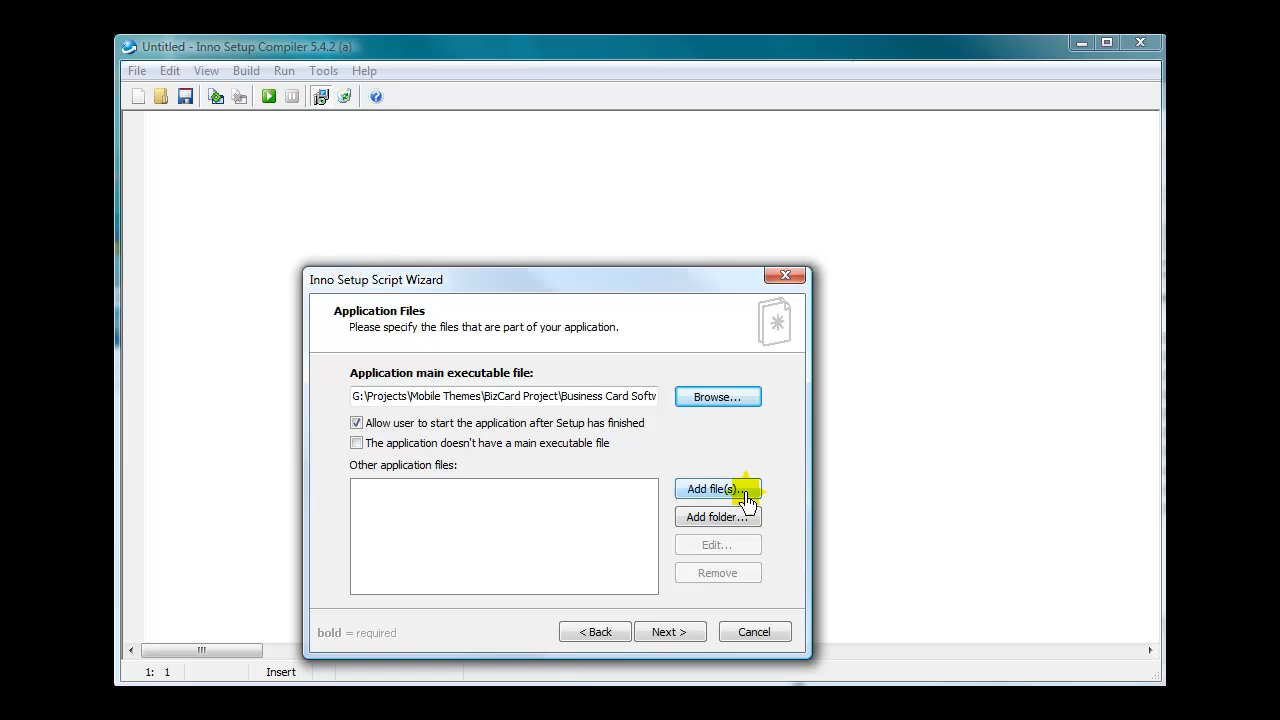 Untitled - Inno Setup Compiler 5.4.2 (a)
File Edit View Build Run Tools Help
Inno Setup Script Wizard
Application Files
Please specify the files that are part of your application.
Application main executable file:
G:\Projects\Mobile Themes\BizCard Project\Business Card Softw
Browse...
Allow user to start the application after Setup has finished
The application doesn't have a main executable file
Other application files:
Add file(s)...
Add folder...
Edit...
Remove
bold = required
< Back Next > Cancel
1: 1 Insert